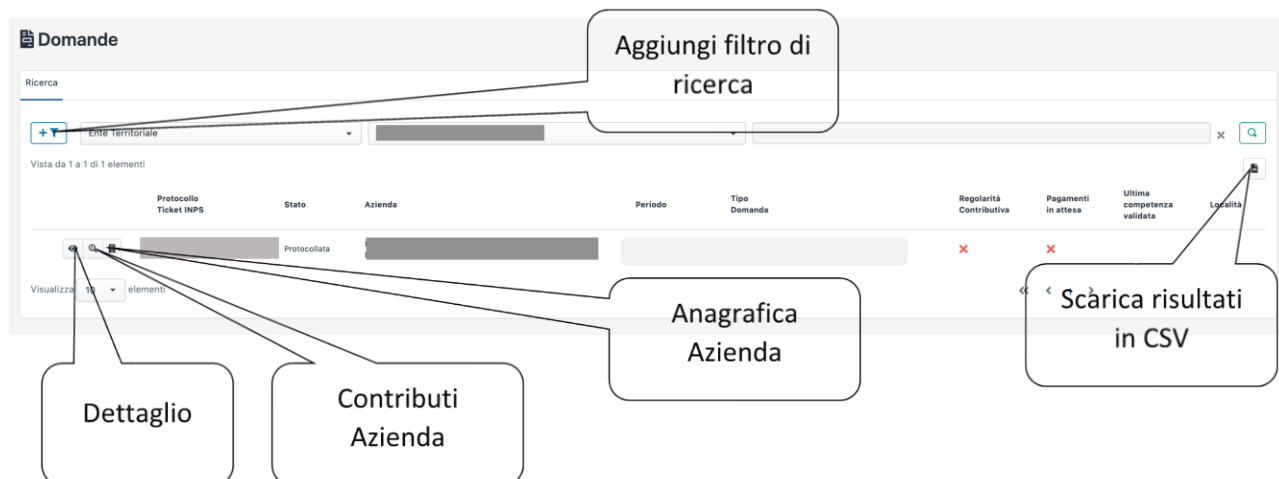 Domande
Aggiungi filtro di
ricerca
Ricerca
Ente Territoriale
Vista da 1 a 1 di 1 elementi
Protocollo
Ticket INPS
Stato
Azienda
Periodo
Tipo
Domanda
Regolarità
Contributiva
Pagamenti
in attesa
Ultima
competenza
validata
Località
Protocollata
Visualizza 10 elementi
Anagrafica
Azienda
Scarica risultati
in CSV
Dettaglio
Contributi
Azienda